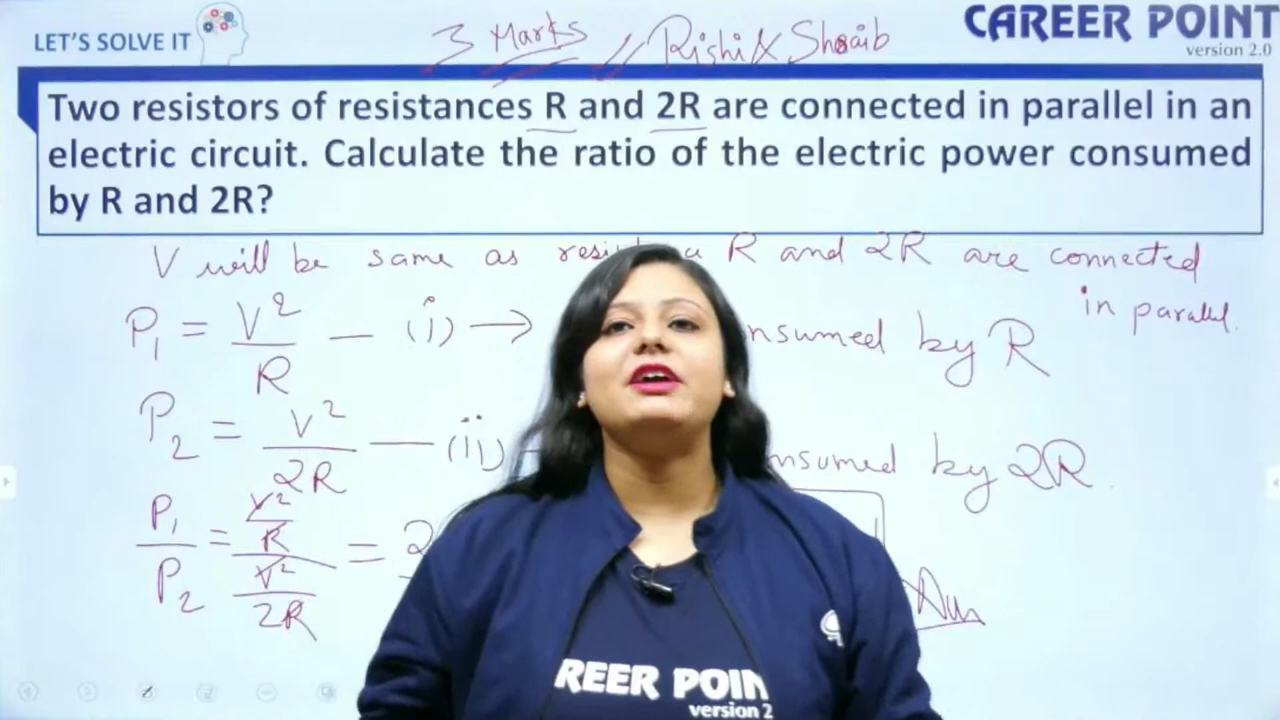 LET'S SOLVE IT
3 Marks // Rishi & Shoaib
CAREER POINT
version 2.0
Two resistors of resistances R and 2R are connected in parallel in an
electric circuit. Calculate the ratio of the electric power consumed
by R and 2R?
V will be same as R and 2R are connected
in parallel.
P₁ = V²/R — (i) → nsumed by R
P₂ = V²/2R — (ii) nsumed by 2R
P₁/P₂ = V²/R / V²/2R = 2
Ans
REER POIN
version 2